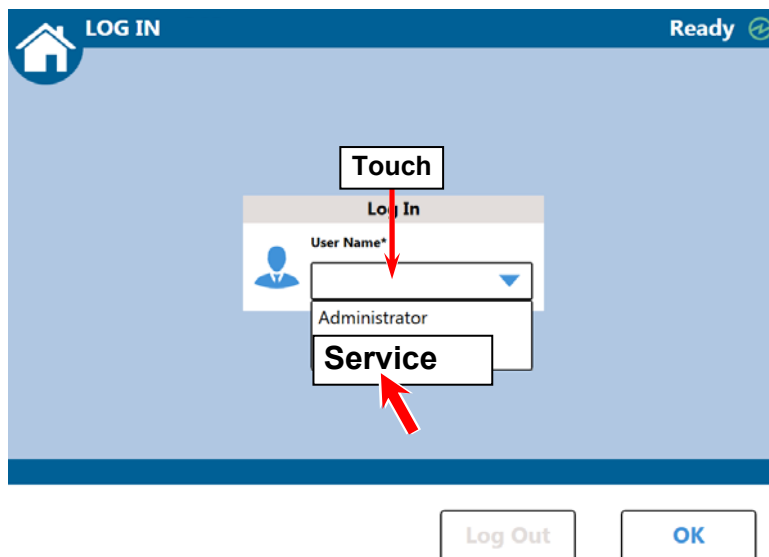 LOG IN
Ready
Touch
Log In
User Name*
Administrator
Service
Log Out
OK